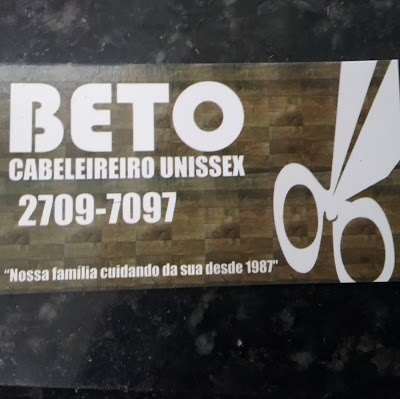 BETO
CABELEIREIRO UNISSEX
2709-7097
"Nossa família cuidando da sua desde 1987"